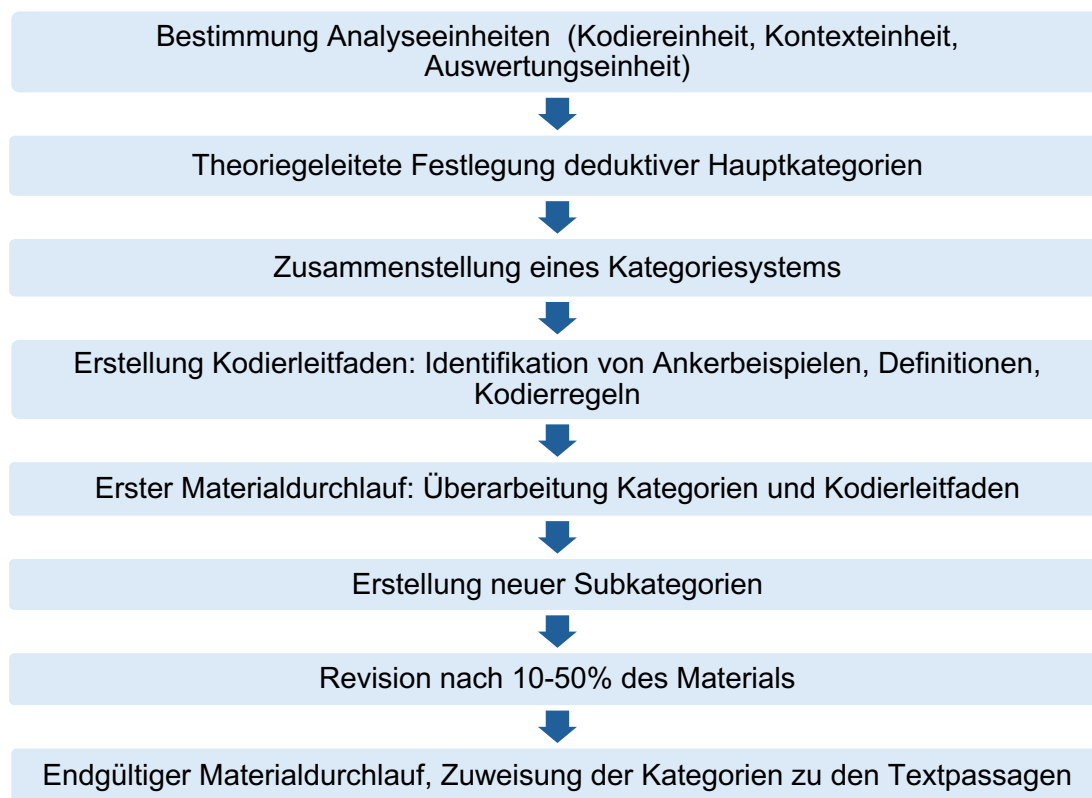 Bestimmung Analyseeinheiten (Kodiereinheit, Kontexteinheit,
Auswertungseinheit)
Theoriegeleitete Festlegung deduktiver Hauptkategorien
Zusammenstellung eines Kategoriesystems
Erstellung Kodierleitfaden: Identifikation von Ankerbeispielen, Definitionen,
Kodierregeln
Erster Materialdurchlauf: Überarbeitung Kategorien und Kodierleitfaden
Erstellung neuer Subkategorien
Revision nach 10-50% des Materials
Endgültiger Materialdurchlauf, Zuweisung der Kategorien zu den Textpassagen